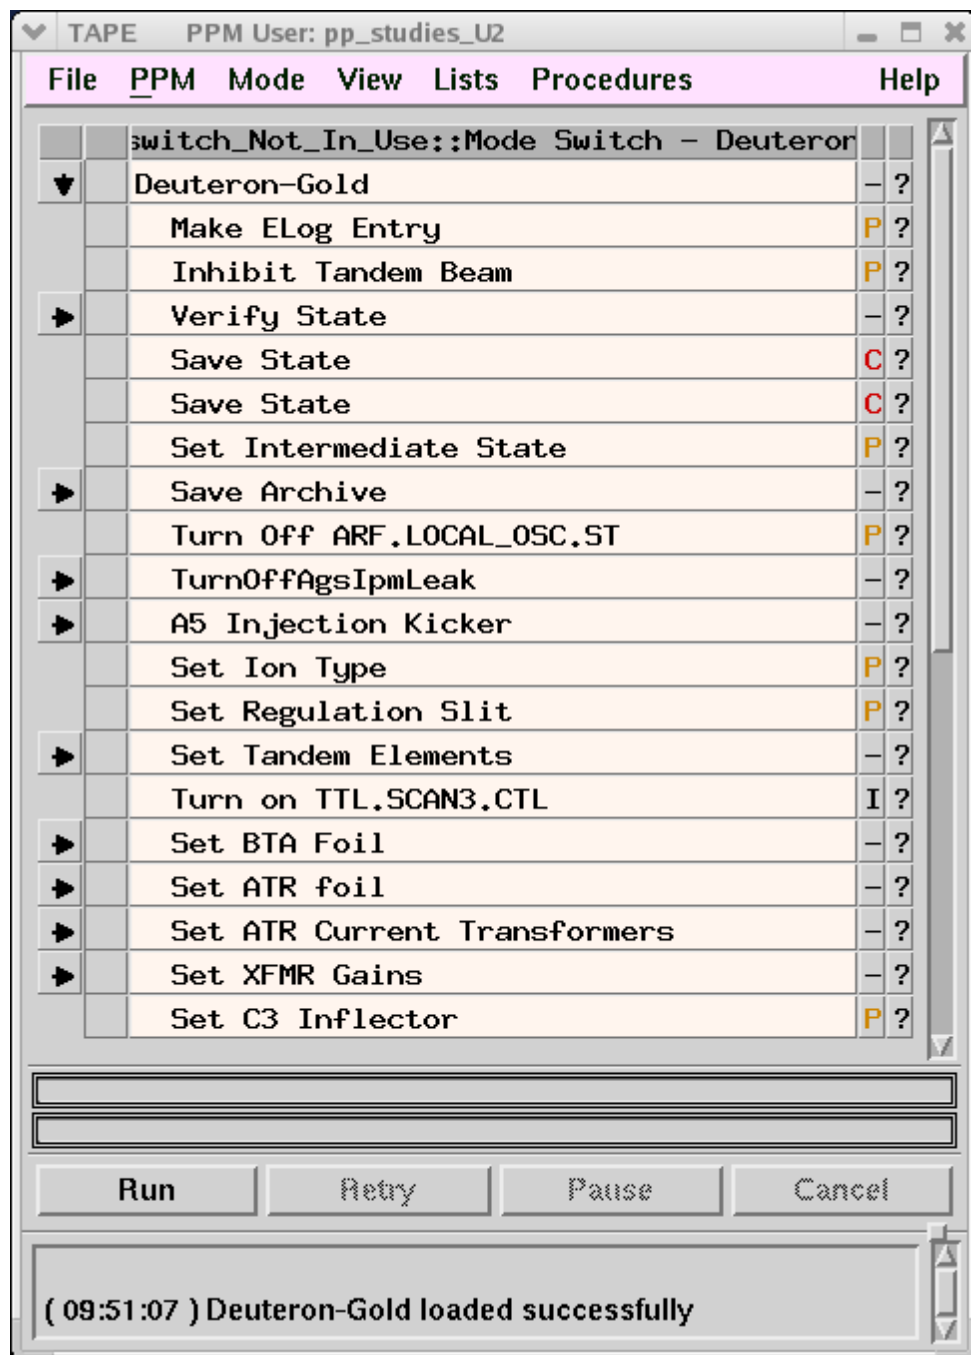 TAPE PPM User: pp_studies_U2
File PPM Mode View Lists Procedures Help
switch_Not_In_Use::Mode Switch - Deuteron
Deuteron-Gold - ?
Make ELog Entry P ?
Inhibit Tandem Beam P ?
Verify State - ?
Save State C ?
Save State C ?
Set Intermediate State P ?
Save Archive - ?
Turn Off ARF.LOCAL_OSC.ST P ?
TurnOffAgsIpmLeak - ?
A5 Injection Kicker - ?
Set Ion Type P ?
Set Regulation Slit P ?
Set Tandem Elements - ?
Turn on TTL.SCAN3.CTL I ?
Set BTA Foil - ?
Set ATR foil - ?
Set ATR Current Transformers - ?
Set XFMR Gains - ?
Set C3 Inflector P ?
Run Retry Pause Cancel
( 09:51:07 ) Deuteron-Gold loaded successfully